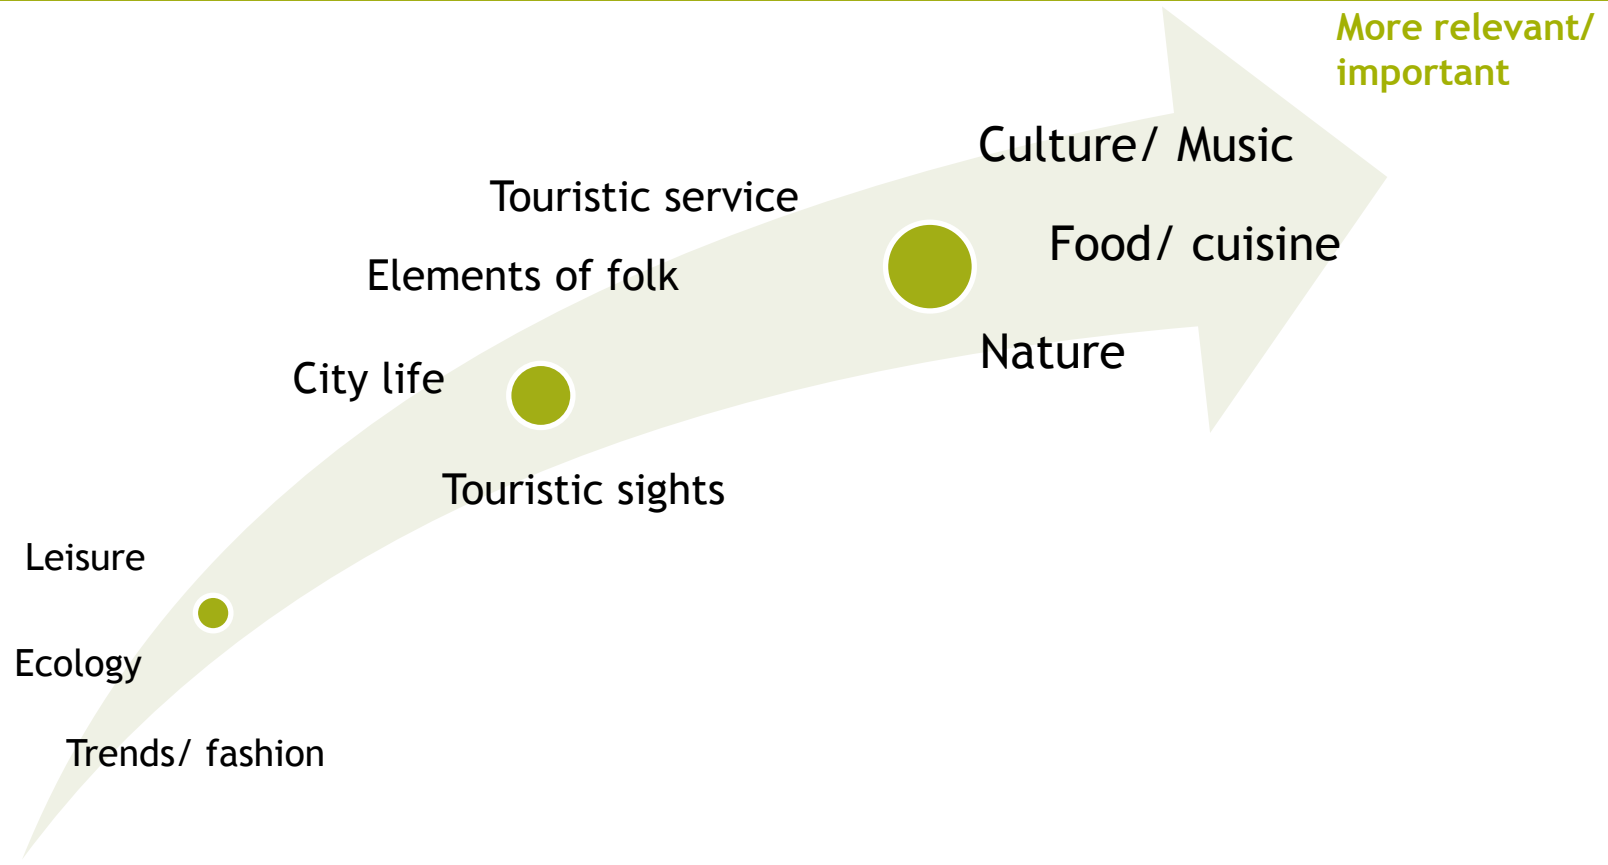 More relevant/
important
Culture/ Music
Touristic service
Food/ cuisine
Elements of folk
Nature
City life
Touristic sights
Leisure
Ecology
Trends/ fashion